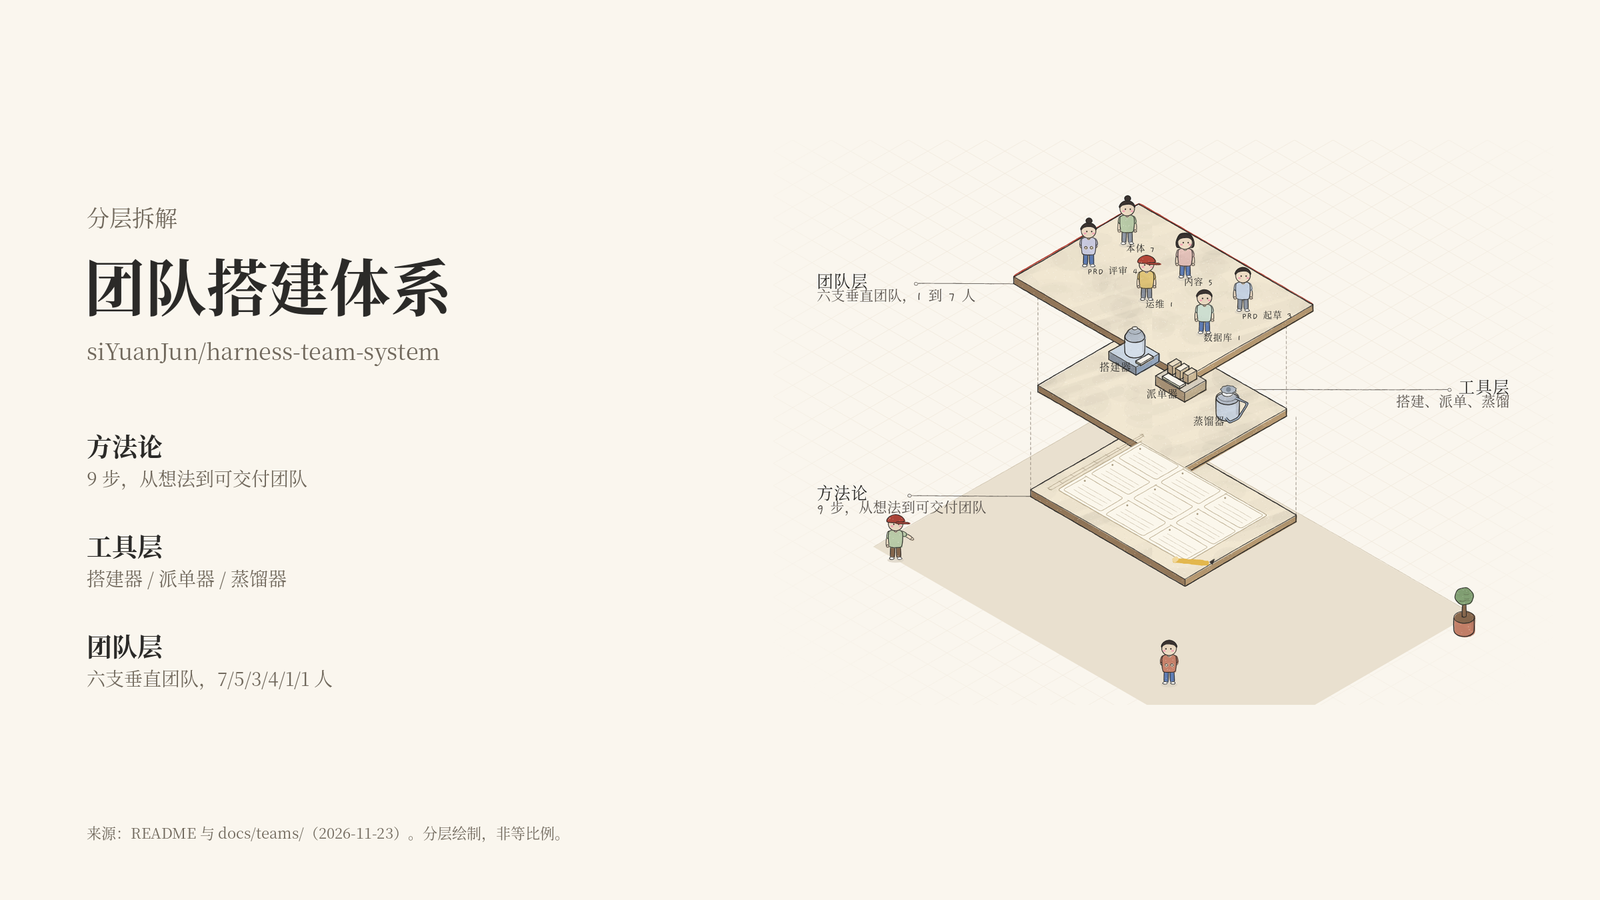 分层拆解
团队搭建体系
siYuanJun/harness-team-system
方法论
9 步，从想法到可交付团队
工具层
搭建器 / 派单器 / 蒸馏器
团队层
六支垂直团队，7/5/3/4/1/1 人
来源：README 与 docs/teams/（2026-11-23）。分层绘制，非等比例。
本体 7
PRD 评审 4
内容 5
运维 1
PRD 起草 3
数据库 1
团队层
六支垂直团队，1 到 7 人
搭建器
派单器
蒸馏器
工具层
搭建、派单、蒸馏
方法论
9 步，从想法到可交付团队